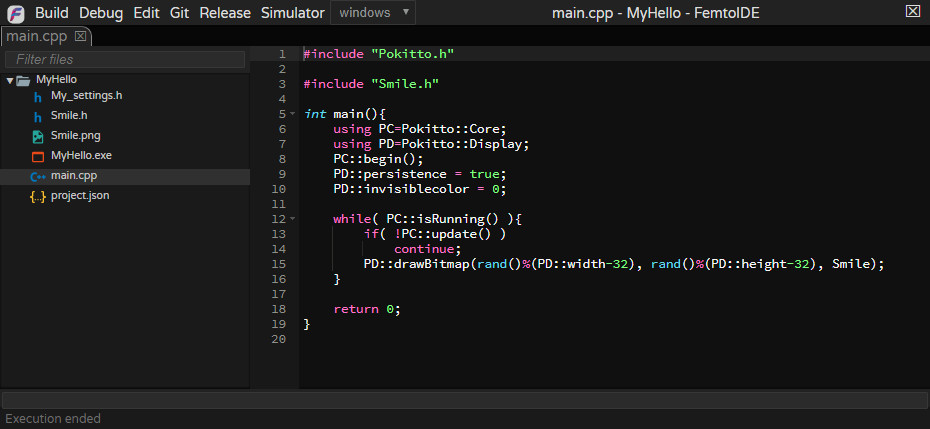 F Build Debug Edit Git Release Simulator windows ▾ main.cpp - MyHello - FemtoIDE
main.cpp
Filter files
MyHello
My_settings.h
Smile.h
Smile.png
MyHello.exe
main.cpp
project.json
1 #include "Pokitto.h"
2
3 #include "Smile.h"
4
5 int main(){
6     using PC=Pokitto::Core;
7     using PD=Pokitto::Display;
8     PC::begin();
9     PD::persistence = true;
10     PD::invisiblecolor = 0;
11
12     while( PC::isRunning() ){
13         if( !PC::update() )
14             continue;
15         PD::drawBitmap(rand()%(PD::width-32), rand()%(PD::height-32), Smile);
16     }
17
18     return 0;
19 }
20
Execution ended